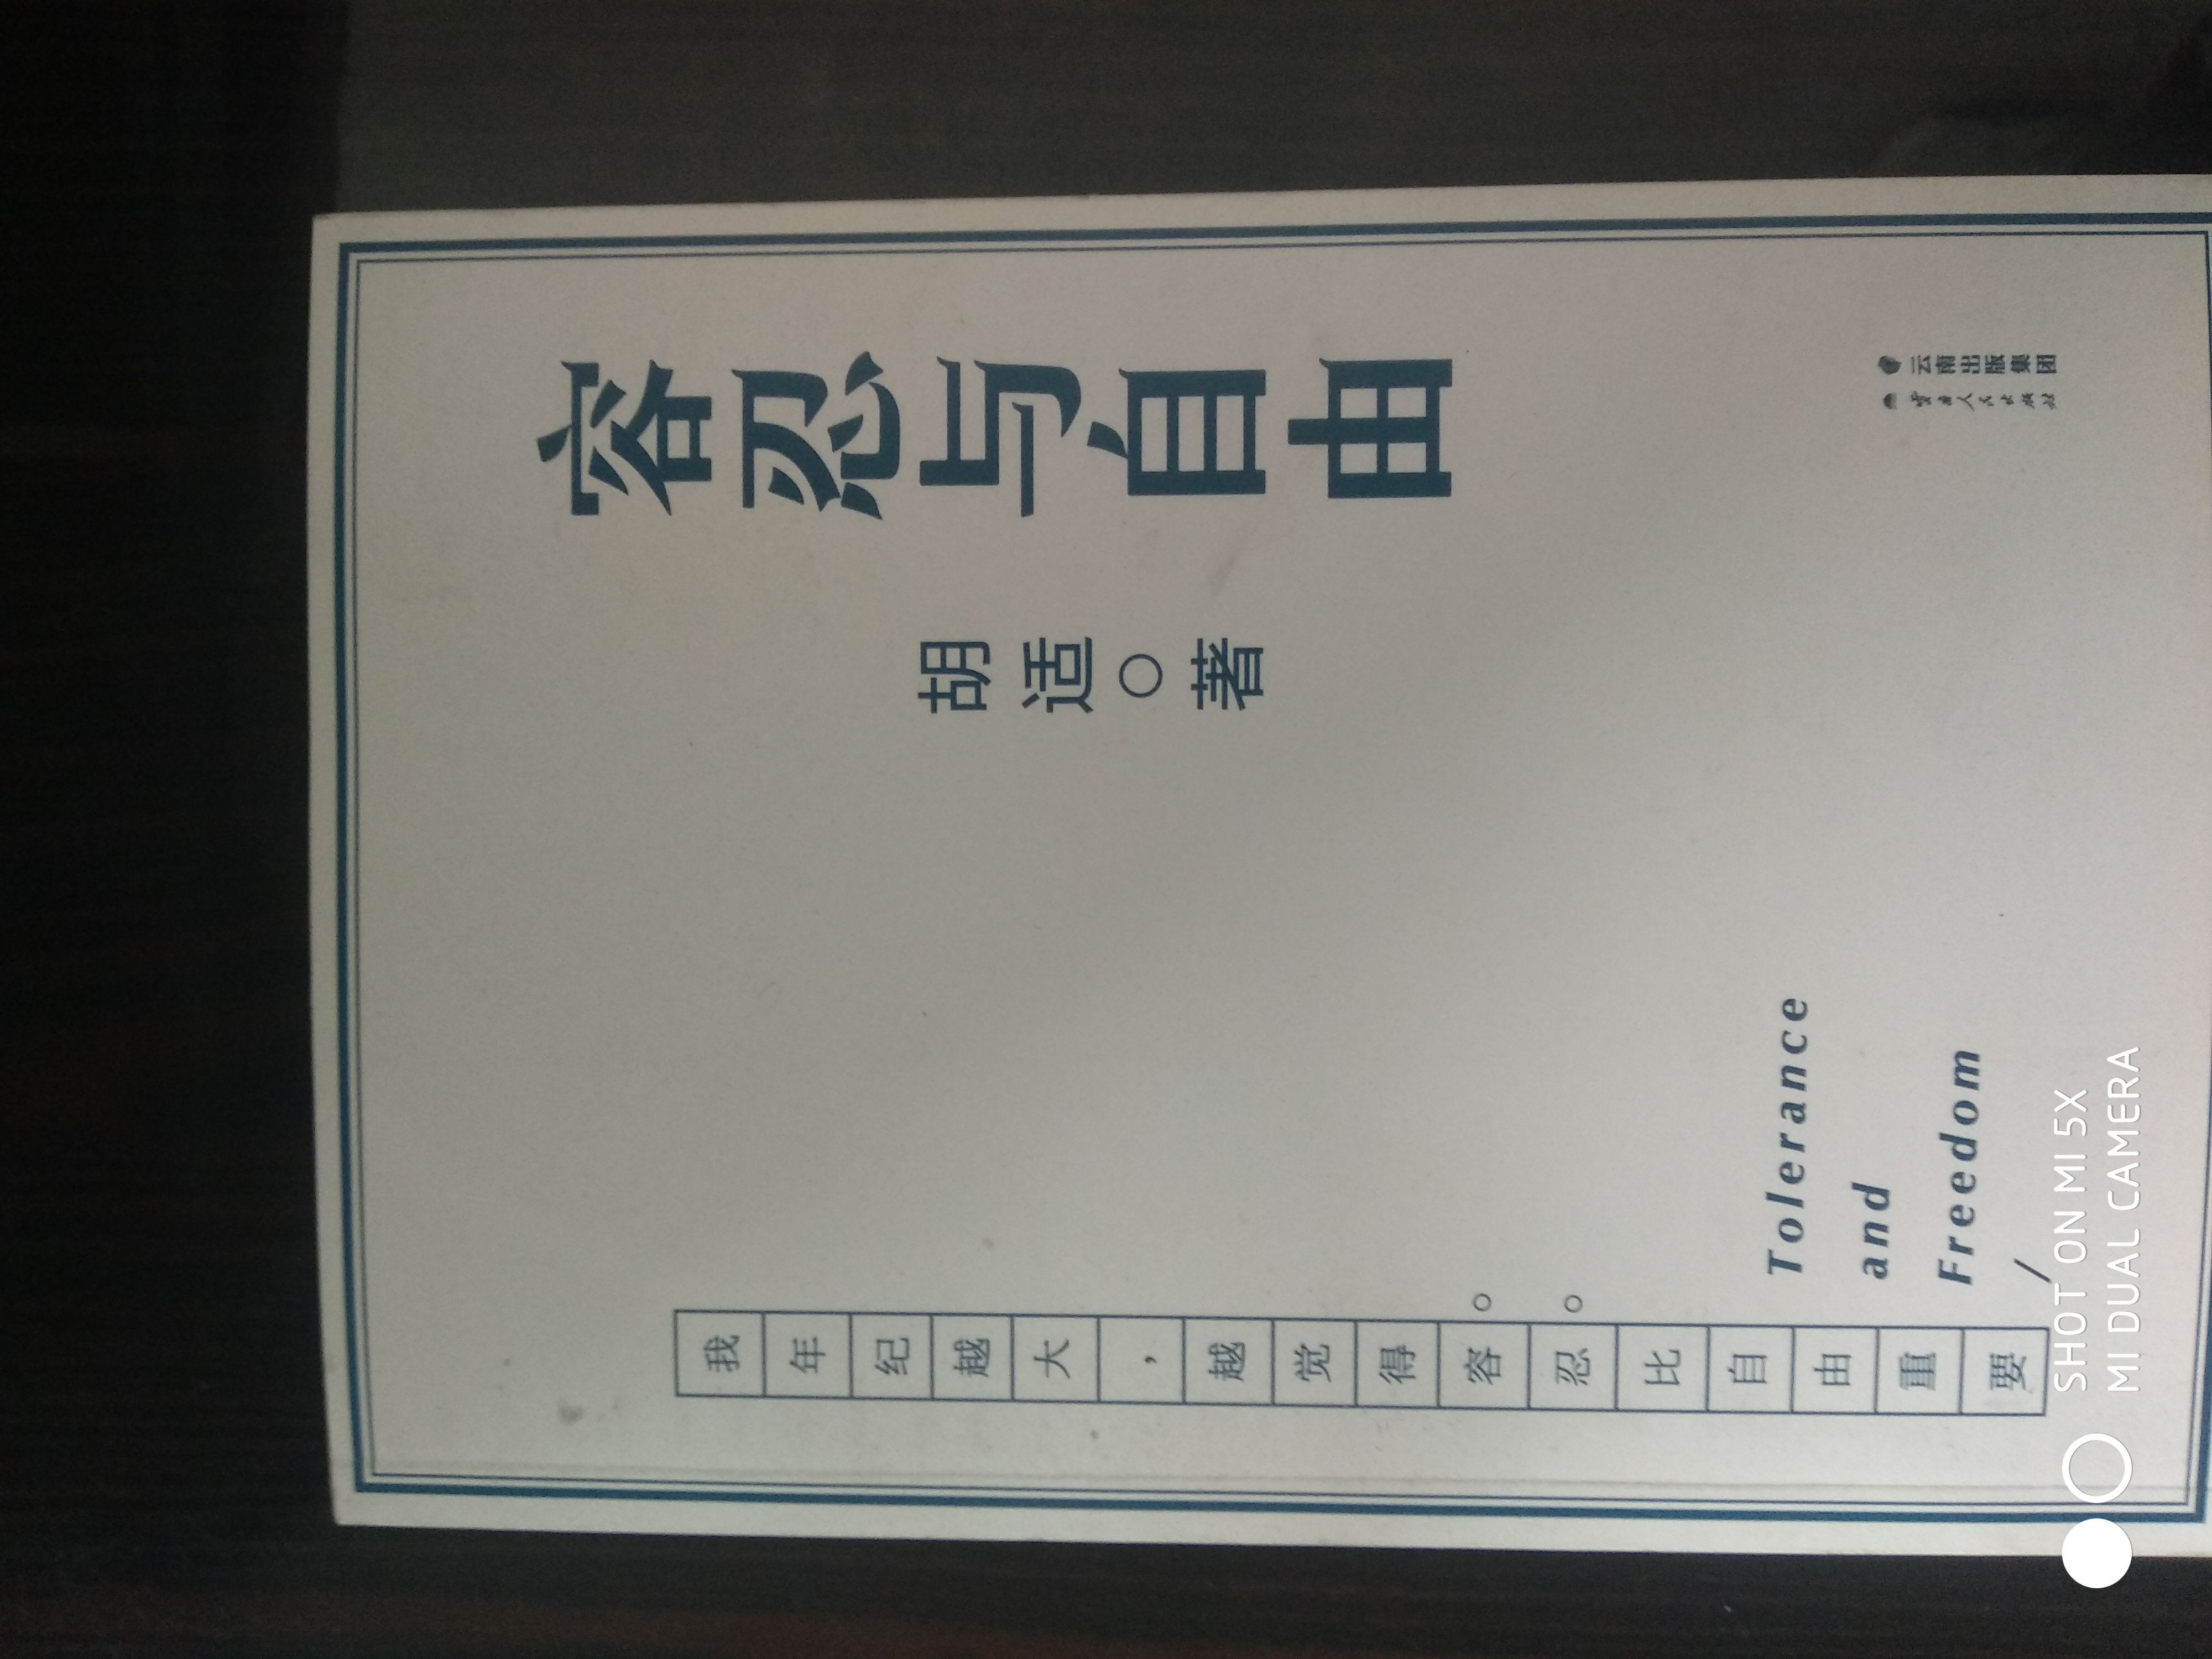 容忍与自由
胡适○著
我年纪越大，越觉得容忍比自由重要
Tolerance
and
Freedom
/
云南出版集团
雲南人民出版社
SHOT ON MI 5X
MI DUAL CAMERA